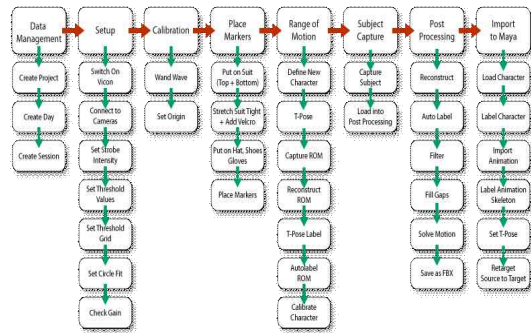 Data
Management
Create Project
Create Day
Create Session
Setup
Switch On
Vicon
Connect to
Cameras
Set Strobe
Intensity
Set Threshold
Values
Set Threshold
Grid
Set Circle Fit
Check Gain
Calibration
Wand Wave
Set Origin
Place
Markers
Put on Suit
(Top + Bottom)
Stretch Suit Tight
+ Add Velcro
Put on Hat, Shoes
Gloves
Place Markers
Range of
Motion
Define New
Character
T-Pose
Capture ROM
Reconstruct
ROM
T-Pose Label
Autolabel
ROM
Calibrate
Character
Subject
Capture
Capture
Subject
Load into
Post Processing
Post
Processing
Reconstruct
Auto Label
Filter
Fill Gaps
Solve Motion
Save as FBX
Import
to Maya
Load Character
Label Character
Import
Animation
Label Animation
Skeleton
Set T-Pose
Retarget
Source to Target